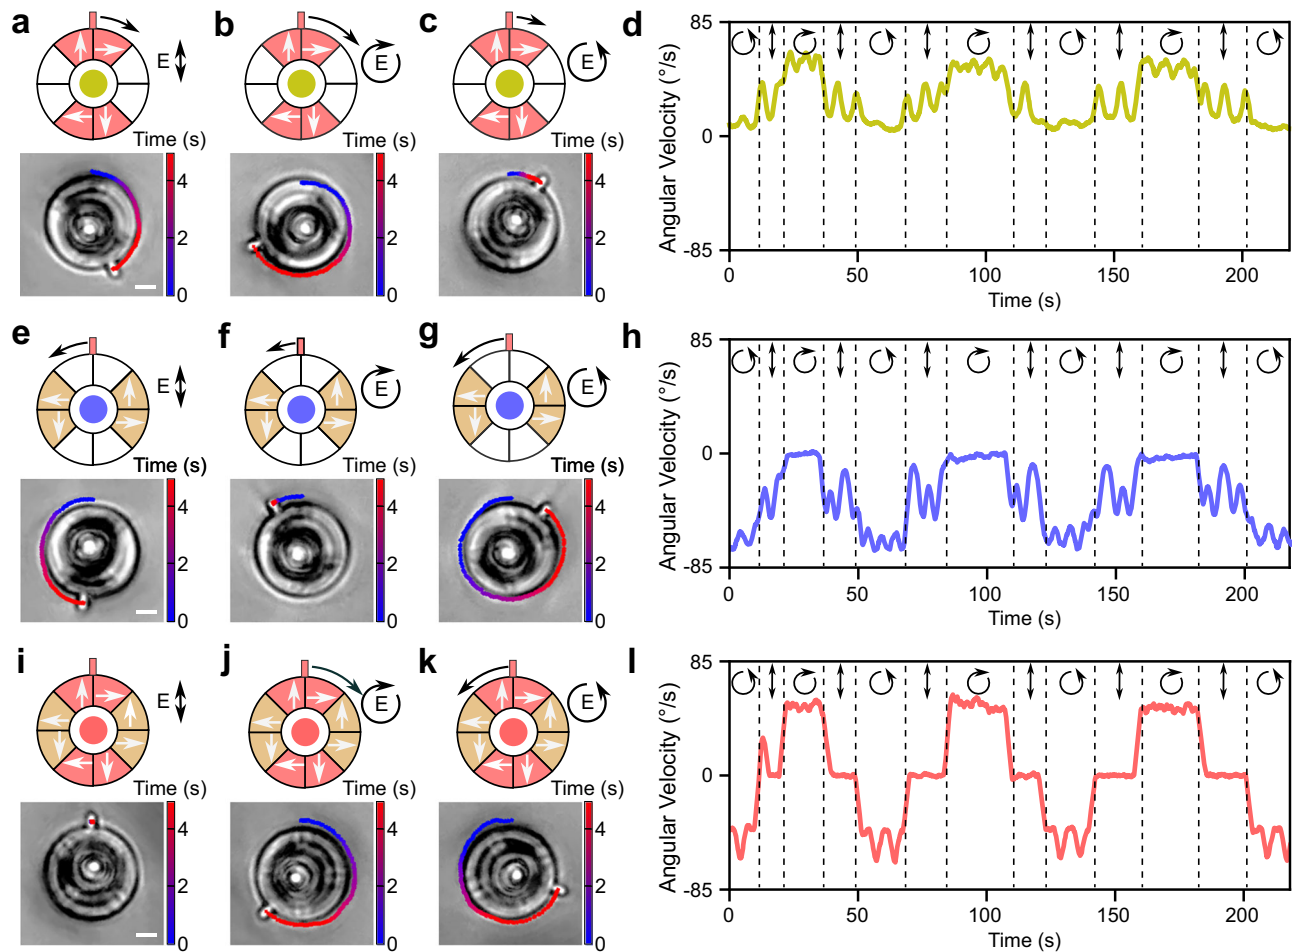 a b c d
E E E
Time (s) Time (s) Time (s)
4 2 0 4 2 0 4 2 0
Angular Velocity (°/s)
85
0
-85
0 50 100 150 200
Time (s)
e f g h
E E E
Time (s) Time (s) Time (s)
4 2 0 4 2 0 4 2 0
Angular Velocity (°/s)
85
0
-85
0 50 100 150 200
Time (s)
i j k l
E E E
Time (s) Time (s) Time (s)
4 2 0 4 2 0 4 2 0
Angular Velocity (°/s)
85
0
-85
0 50 100 150 200
Time (s)